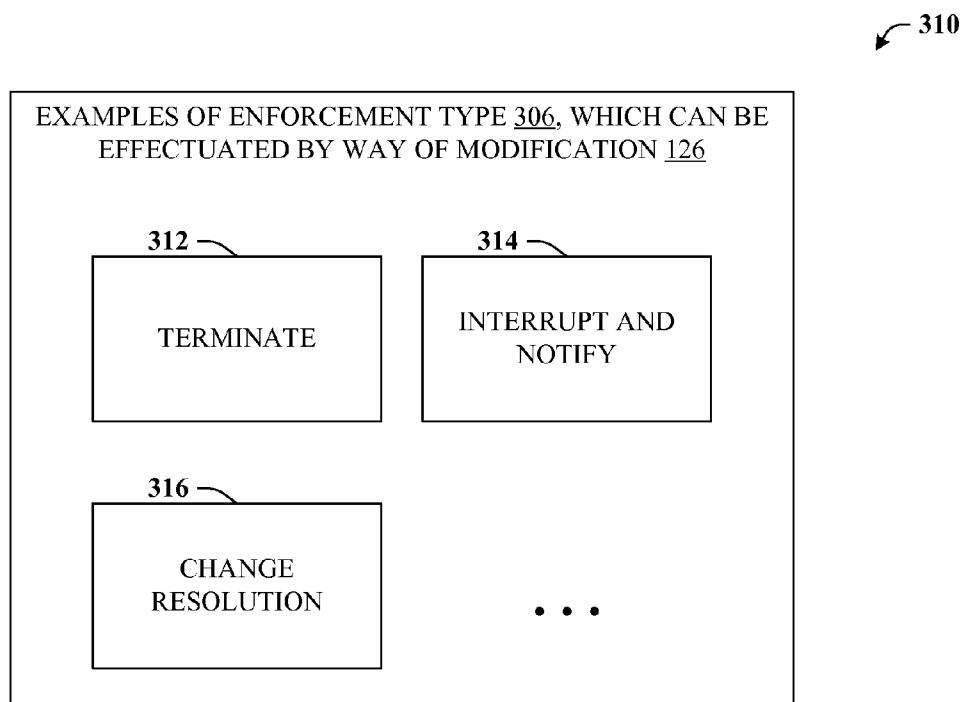 310
EXAMPLES OF ENFORCEMENT TYPE 306, WHICH CAN BE
EFFECTUATED BY WAY OF MODIFICATION 126
312
314
TERMINATE
INTERRUPT AND
NOTIFY
316
CHANGE
RESOLUTION
• • •